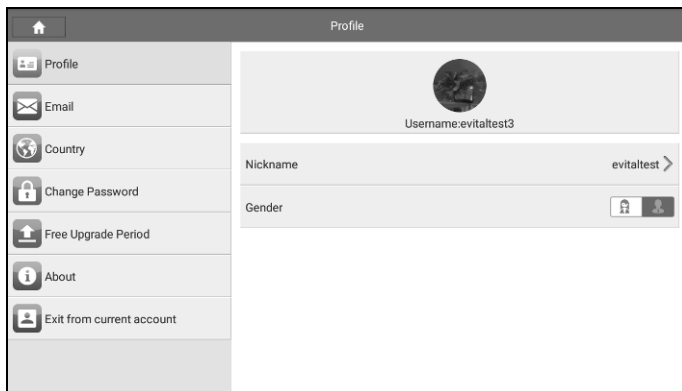 Profile
Profile
Email
Country
Change Password
Free Upgrade Period
About
Exit from current account
Username:evitaltest3
Nickname evitaltest
Gender